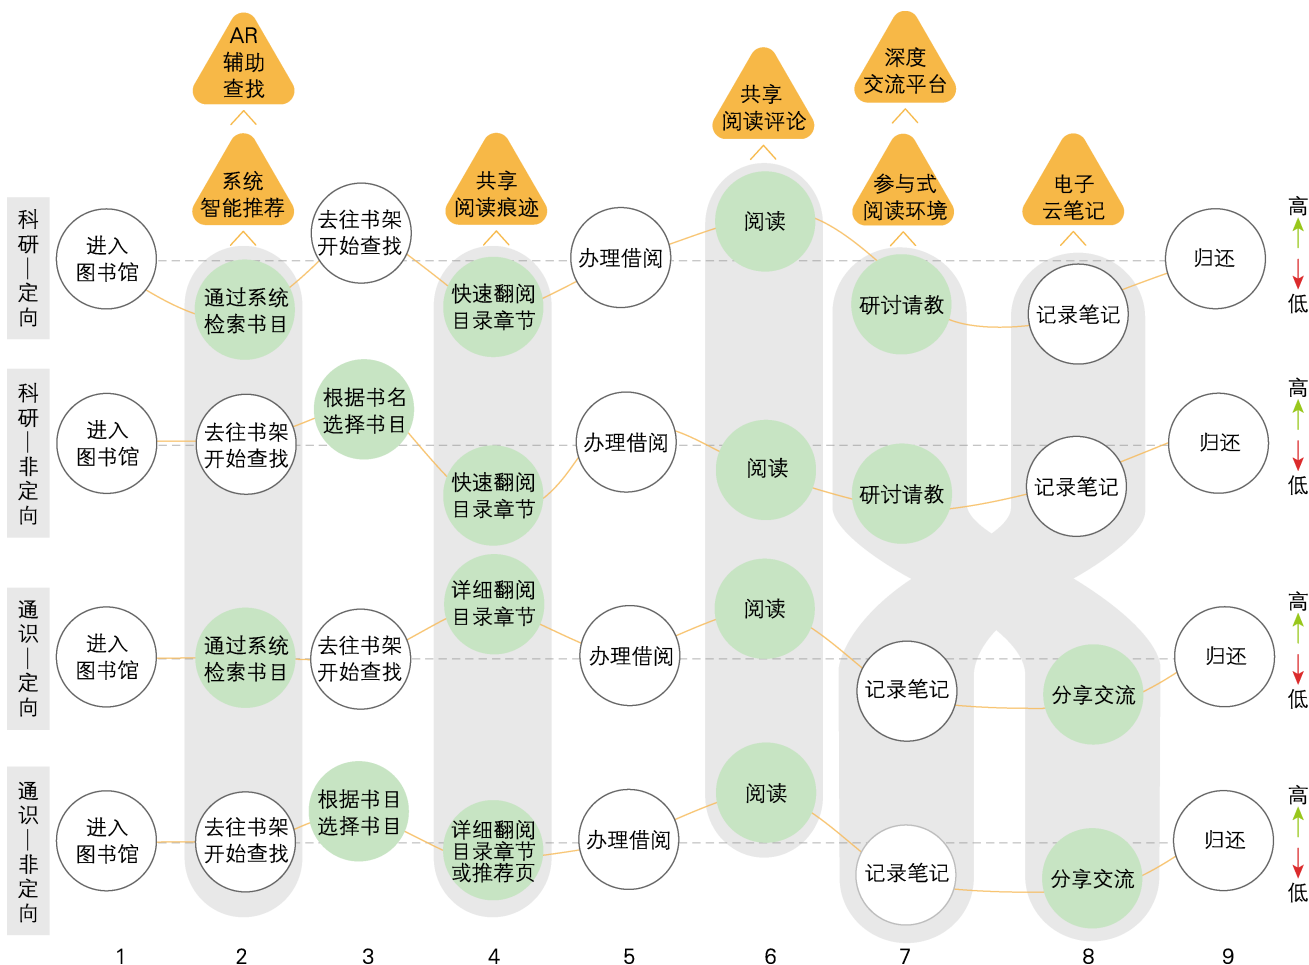 AR
辅助
查找
深度
交流平台
共享
阅读评论
系统
智能推荐
共享
阅读痕迹
参与式
阅读环境
电子
云笔记
科研—定向
进入
图书馆
通过系统
检索书目
去往书架
开始查找
快速翻阅
目录章节
办理借阅
阅读
研讨请教
记录笔记
归还
高
低
科研—非定向
进入
图书馆
去往书架
开始查找
根据书名
选择书目
快速翻阅
目录章节
办理借阅
阅读
研讨请教
记录笔记
归还
高
低
通识—定向
进入
图书馆
通过系统
检索书目
去往书架
开始查找
详细翻阅
目录章节
办理借阅
阅读
记录笔记
分享交流
归还
高
低
通识—非定向
进入
图书馆
去往书架
开始查找
根据书目
选择书目
详细翻阅
目录章节
或推荐页
办理借阅
阅读
记录笔记
分享交流
归还
高
低
1 2 3 4 5 6 7 8 9